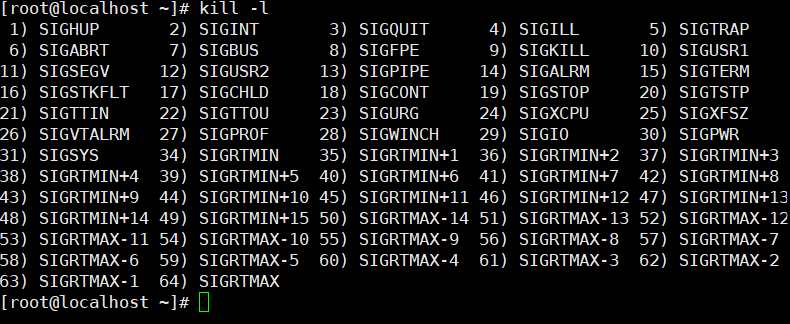 [root@localhost ~]# kill -l
 1) SIGHUP       2) SIGINT       3) SIGQUIT      4) SIGILL       5) SIGTRAP
 6) SIGABRT      7) SIGBUS       8) SIGFPE       9) SIGKILL     10) SIGUSR1
11) SIGSEGV     12) SIGUSR2     13) SIGPIPE     14) SIGALRM     15) SIGTERM
16) SIGSTKFLT   17) SIGCHLD     18) SIGCONT     19) SIGSTOP     20) SIGTSTP
21) SIGTTIN     22) SIGTTOU     23) SIGURG      24) SIGXCPU     25) SIGXFSZ
26) SIGVTALRM   27) SIGPROF     28) SIGWINCH    29) SIGIO       30) SIGPWR
31) SIGSYS      34) SIGRTMIN    35) SIGRTMIN+1  36) SIGRTMIN+2  37) SIGRTMIN+3
38) SIGRTMIN+4  39) SIGRTMIN+5  40) SIGRTMIN+6  41) SIGRTMIN+7  42) SIGRTMIN+8
43) SIGRTMIN+9  44) SIGRTMIN+10 45) SIGRTMIN+11 46) SIGRTMIN+12 47) SIGRTMIN+13
48) SIGRTMIN+14 49) SIGRTMIN+15 50) SIGRTMAX-14 51) SIGRTMAX-13 52) SIGRTMAX-12
53) SIGRTMAX-11 54) SIGRTMAX-10 55) SIGRTMAX-9  56) SIGRTMAX-8  57) SIGRTMAX-7
58) SIGRTMAX-6  59) SIGRTMAX-5  60) SIGRTMAX-4  61) SIGRTMAX-3  62) SIGRTMAX-2
63) SIGRTMAX-1  64) SIGRTMAX
[root@localhost ~]#